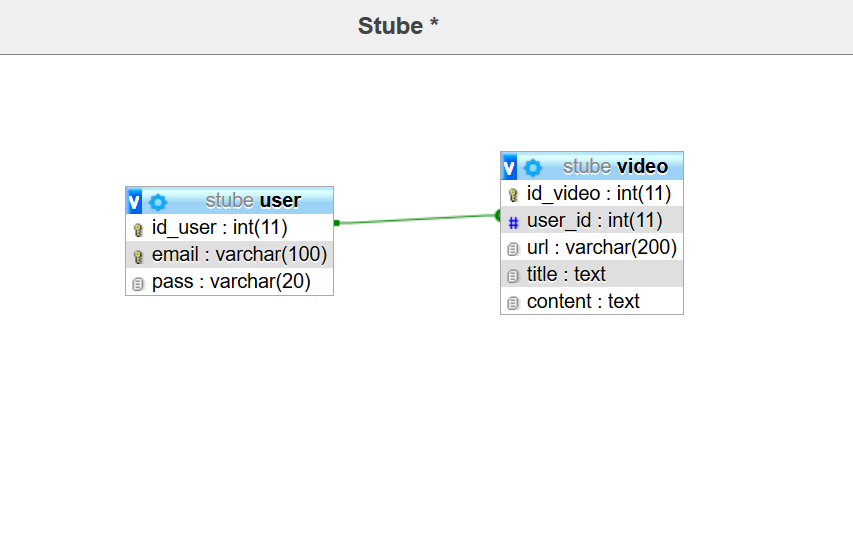 Stube *
v stube user
id_user : int(11)
email : varchar(100)
pass : varchar(20)
v stube video
id_video : int(11)
# user_id : int(11)
url : varchar(200)
title : text
content : text